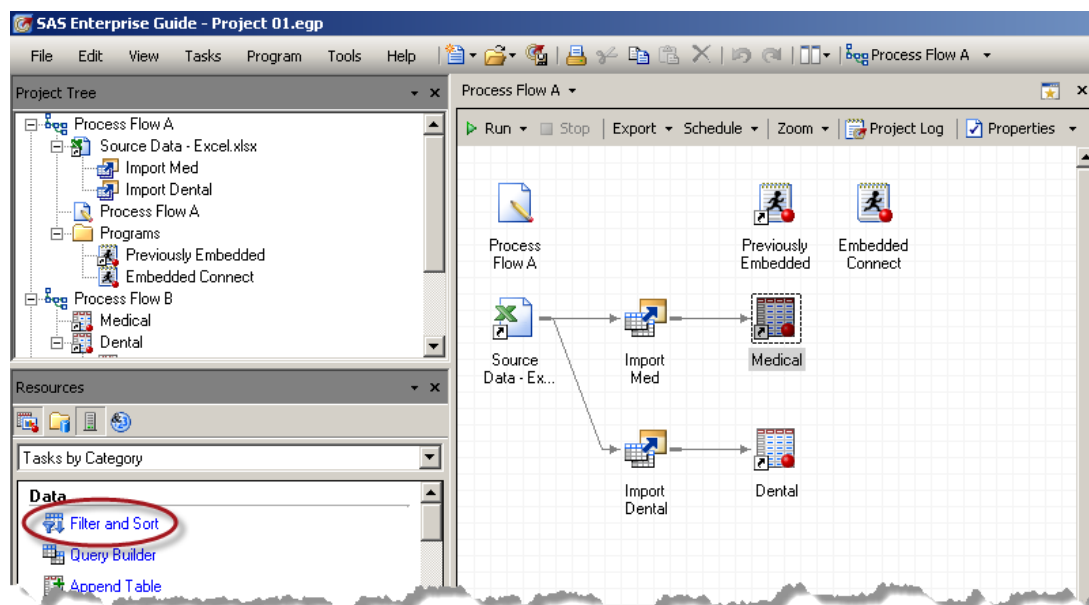 SAS Enterprise Guide - Project 01.egp
File Edit View Tasks Program Tools Help Process Flow A
Project Tree
Process Flow A
Source Data - Excel.xlsx
Import Med
Import Dental
Process Flow A
Programs
Previously Embedded
Embedded Connect
Process Flow B
Medical
Dental
Resources
Tasks by Category
Data
Filter and Sort
Query Builder
Append Table
Process Flow A
Run Stop Export Schedule Zoom Project Log Properties
Process
Flow A
Previously
Embedded
Embedded
Connect
Source
Data - Ex...
Import
Med
Medical
Import
Dental
Dental